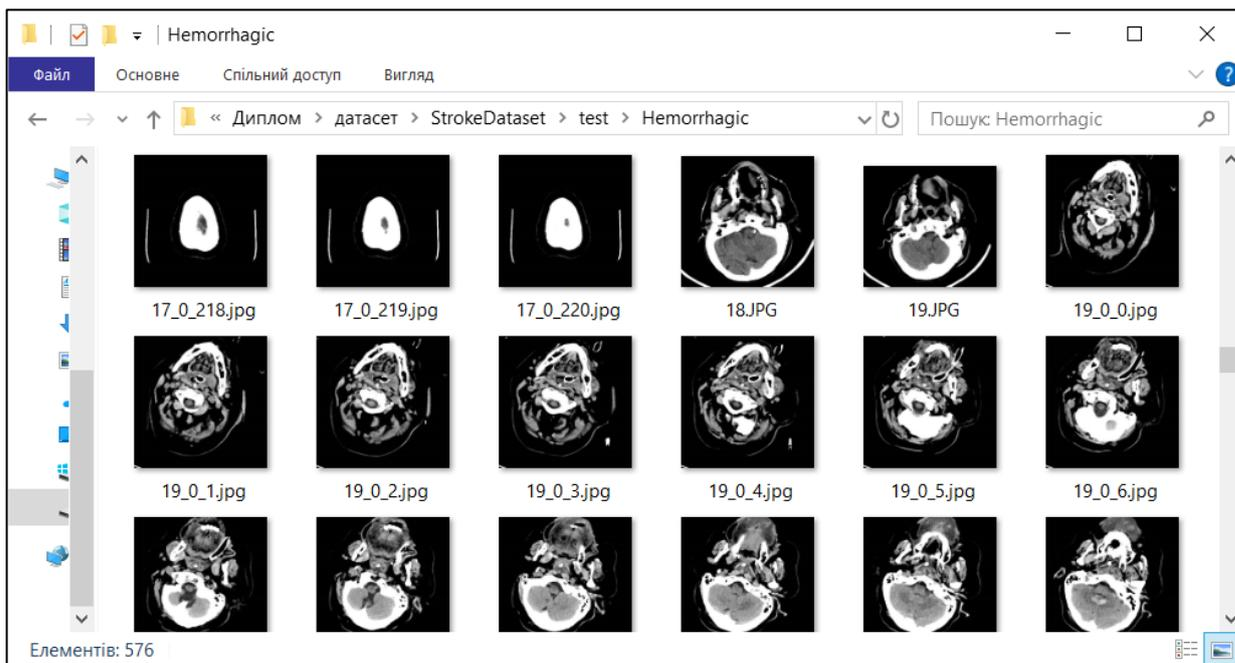 Hemorrhagic
Файл Основне Спільний доступ Вигляд ?
« Диплом > датасет > StrokeDataset > test > Hemorrhagic Пошук: Hemorrhagic
17_0_218.jpg 17_0_219.jpg 17_0_220.jpg 18.JPG 19.JPG 19_0_0.jpg
19_0_1.jpg 19_0_2.jpg 19_0_3.jpg 19_0_4.jpg 19_0_5.jpg 19_0_6.jpg
Елементів: 576